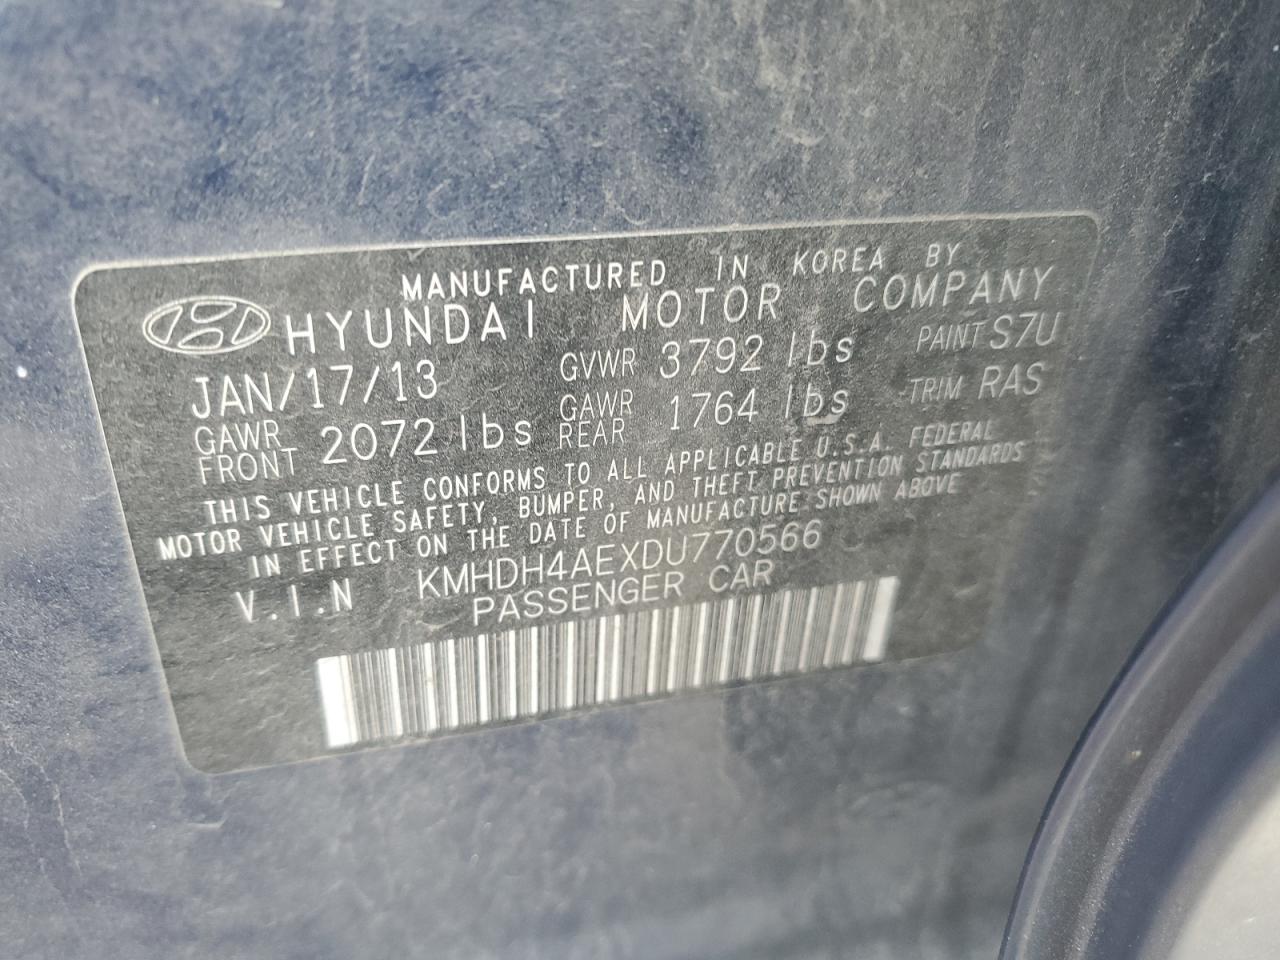 MANUFACTURED IN KOREA BY
HYUNDAI MOTOR COMPANY
JAN/17/13 GVWR 3792 lbs PAINT S7U
GAWR FRONT 2072 lbs GAWR REAR 1764 lbs TRIM RAS
THIS VEHICLE CONFORMS TO ALL APPLICABLE U.S.A. FEDERAL
MOTOR VEHICLE SAFETY, BUMPER, AND THEFT PREVENTION STANDARDS
IN EFFECT ON THE DATE OF MANUFACTURE SHOWN ABOVE
V.I.N KMHDH4AEXDU770566
PASSENGER CAR